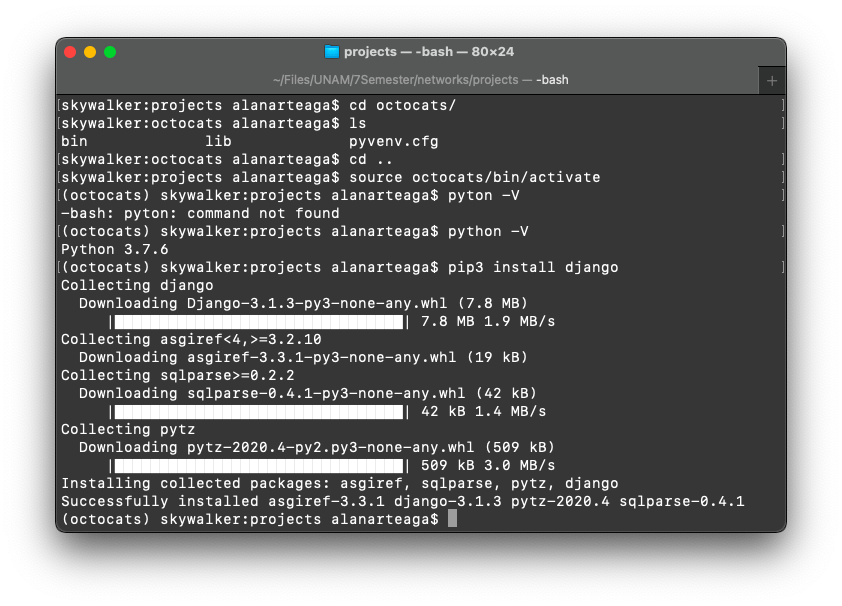 projects — -bash — 80×24
~/Files/UNAM/7Semester/networks/projects — -bash +
[skywalker:projects alanarteaga$ cd octocats/ ]
[skywalker:octocats alanarteaga$ ls ]
bin lib pyvenv.cfg
[skywalker:octocats alanarteaga$ cd .. ]
[skywalker:projects alanarteaga$ source octocats/bin/activate ]
[(octocats) skywalker:projects alanarteaga$ pyton -V ]
-bash: pyton: command not found
[(octocats) skywalker:projects alanarteaga$ python -V ]
Python 3.7.6
[(octocats) skywalker:projects alanarteaga$ pip3 install django ]
Collecting django
Downloading Django-3.1.3-py3-none-any.whl (7.8 MB)
|████████████████████████████████| 7.8 MB 1.9 MB/s
Collecting asgiref<4,>=3.2.10
Downloading asgiref-3.3.1-py3-none-any.whl (19 kB)
Collecting sqlparse>=0.2.2
Downloading sqlparse-0.4.1-py3-none-any.whl (42 kB)
|████████████████████████████████| 42 kB 1.4 MB/s
Collecting pytz
Downloading pytz-2020.4-py2.py3-none-any.whl (509 kB)
|████████████████████████████████| 509 kB 3.0 MB/s
Installing collected packages: asgiref, sqlparse, pytz, django
Successfully installed asgiref-3.3.1 django-3.1.3 pytz-2020.4 sqlparse-0.4.1
(octocats) skywalker:projects alanarteaga$